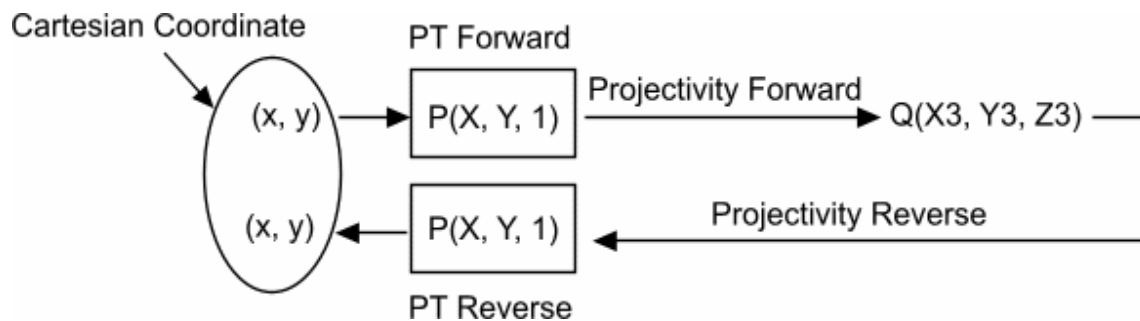 Cartesian Coordinate
PT Forward
(x, y)
P(X, Y, 1)
Projectivity Forward
Q(X3, Y3, Z3)
(x, y)
P(X, Y, 1)
Projectivity Reverse
PT Reverse